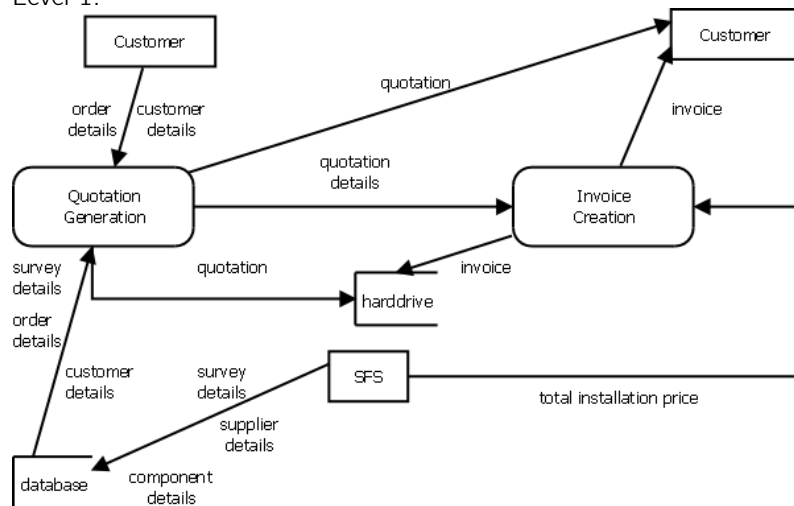 Level 1:
Customer
Customer
quotation
order
details
customer
details
invoice
quotation
details
Quotation
Generation
Invoice
Creation
survey
details
quotation
invoice
harddrive
order
details
customer
details
survey
details
SFS
total installation price
supplier
details
database
component
details